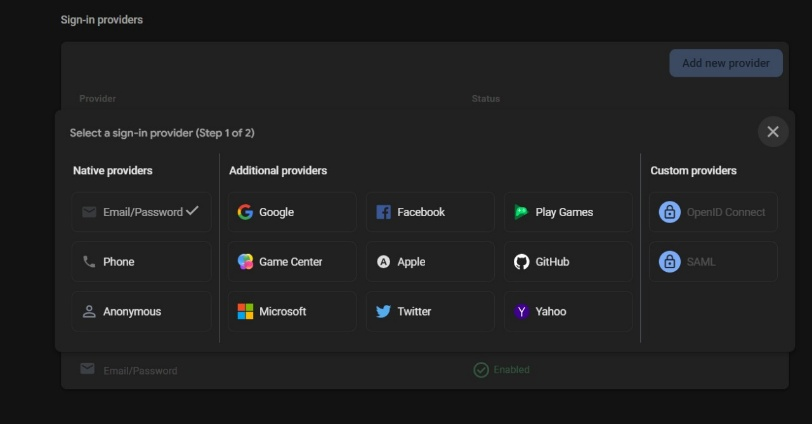 Sign-in providers
Add new provider
Provider Status
Select a sign-in provider (Step 1 of 2)
Native providers Additional providers Custom providers
Email/Password Google Facebook Play Games OpenID Connect
Phone Game Center Apple GitHub SAML
Anonymous Microsoft Twitter Yahoo
Email/Password Enabled